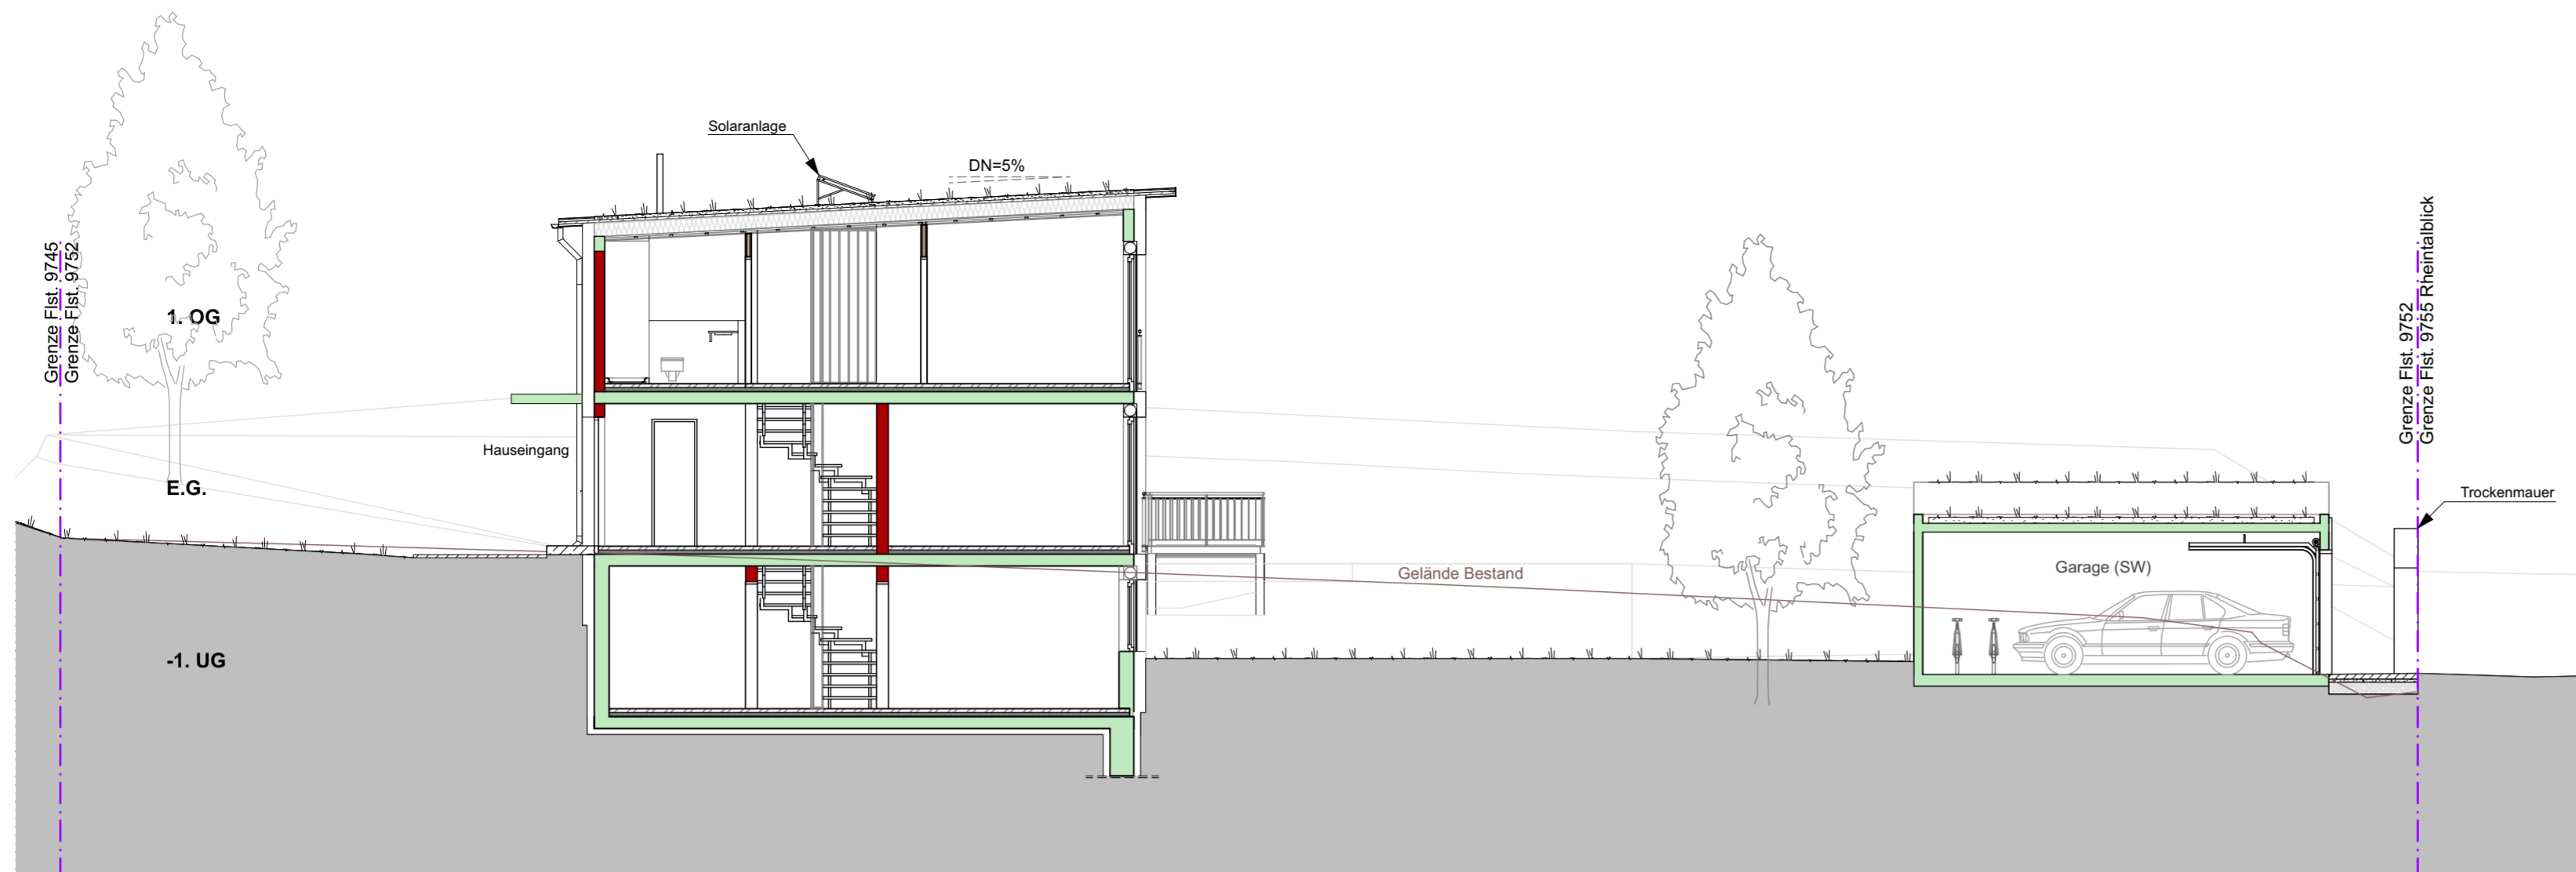 Solaranlage
DN=5%
Grenze Flst. 9745
Grenze Flst. 9752
1. OG
Hauseingang
E.G.
-1. UG
Gelände Bestand
Garage (SW)
Grenze Flst. 9752
Grenze Flst. 9755 Rheintalblick
Trockenmauer